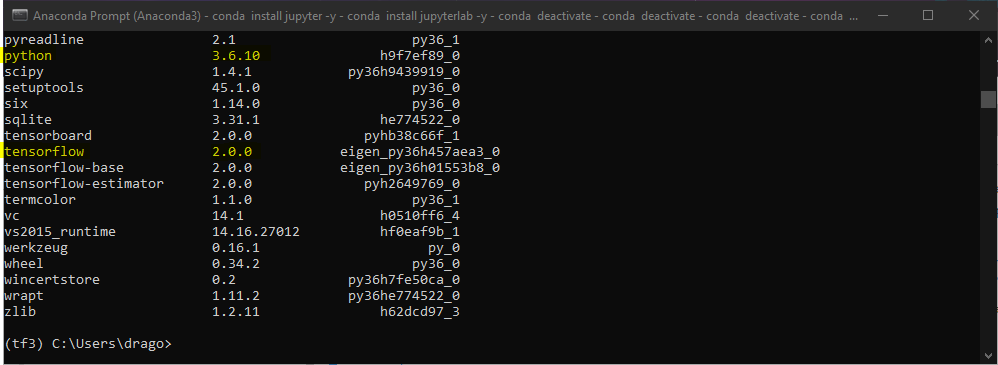 Anaconda Prompt (Anaconda3) - conda install jupyter -y - conda install jupyterlab -y - conda deactivate - conda deactivate - conda deactivate - conda ...
pyreadline 2.1 py36_1
python 3.6.10 h9f7ef89_0
scipy 1.4.1 py36h9439919_0
setuptools 45.1.0 py36_0
six 1.14.0 py36_0
sqlite 3.31.1 he774522_0
tensorboard 2.0.0 pyhb38c66f_1
tensorflow 2.0.0 eigen_py36h457aea3_0
tensorflow-base 2.0.0 eigen_py36h01553b8_0
tensorflow-estimator 2.0.0 pyh2649769_0
termcolor 1.1.0 py36_1
vc 14.1 h0510ff6_4
vs2015_runtime 14.16.27012 hf0eaf9b_1
werkzeug 0.16.1 py_0
wheel 0.34.2 py36_0
wincertstore 0.2 py36h7fe50ca_0
wrapt 1.11.2 py36he774522_0
zlib 1.2.11 h62dcd97_3
(tf3) C:\Users\drago>